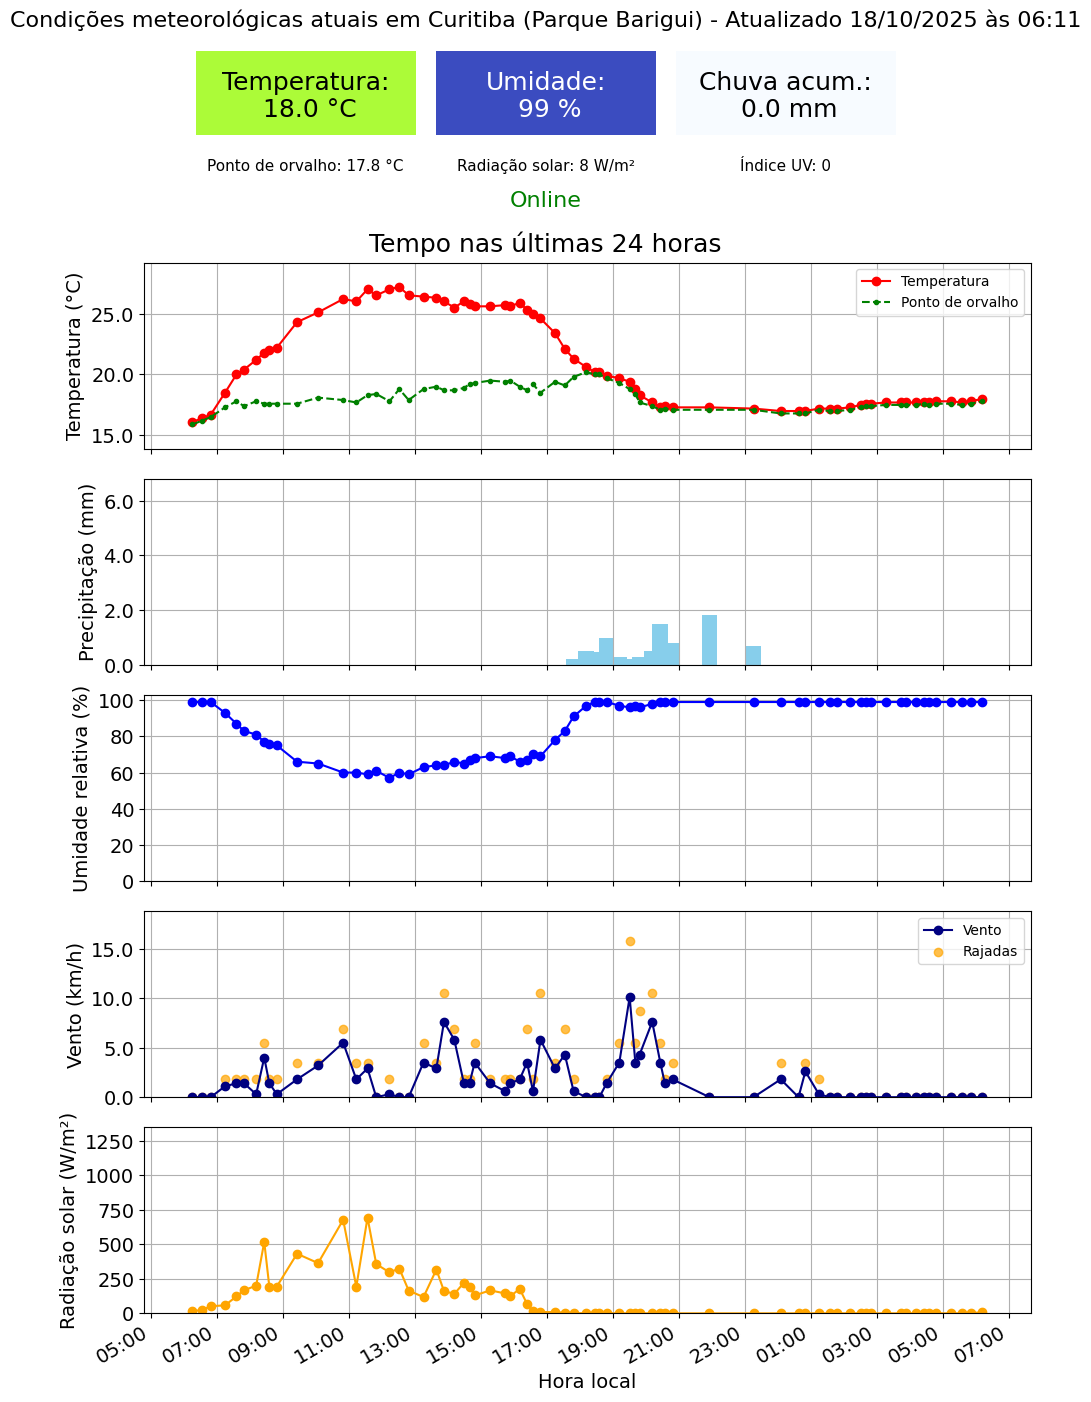 Condições meteorológicas atuais em Curitiba (Parque Barigui) - Atualizado 18/10/2025 às 06:11
Temperatura:
18.0 °C
Umidade:
99 %
Chuva acum.:
0.0 mm
Ponto de orvalho: 17.8 °C
Radiação solar: 8 W/m²
Índice UV: 0
Online
Tempo nas últimas 24 horas
Temperatura (°C)
25.0
20.0
15.0
Temperatura
Ponto de orvalho
Precipitação (mm)
6.0
4.0
2.0
0.0
Umidade relativa (%)
100
80
60
40
20
0
Vento (km/h)
15.0
10.0
5.0
0.0
Vento
Rajadas
Radiação solar (W/m²)
1250
1000
750
500
250
0
05:00
07:00
09:00
11:00
13:00
15:00
17:00
19:00
21:00
23:00
01:00
03:00
05:00
07:00
Hora local